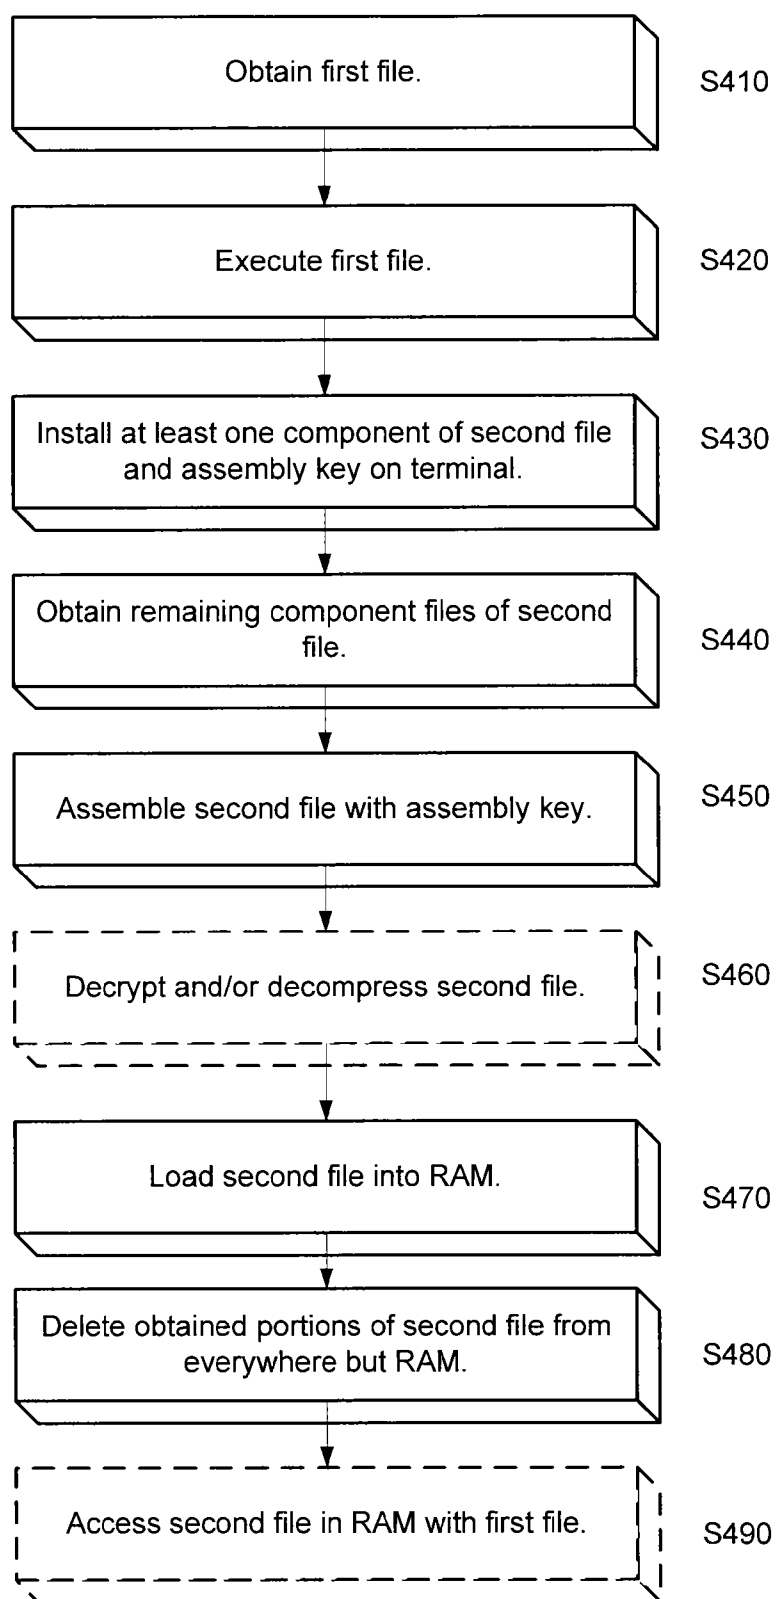 Obtain first file.
S410
Execute first file.
S420
Install at least one component of second file
and assembly key on terminal.
S430
Obtain remaining component files of second
file.
S440
Assemble second file with assembly key.
S450
Decrypt and/or decompress second file.
S460
Load second file into RAM.
S470
Delete obtained portions of second file from
everywhere but RAM.
S480
Access second file in RAM with first file.
S490